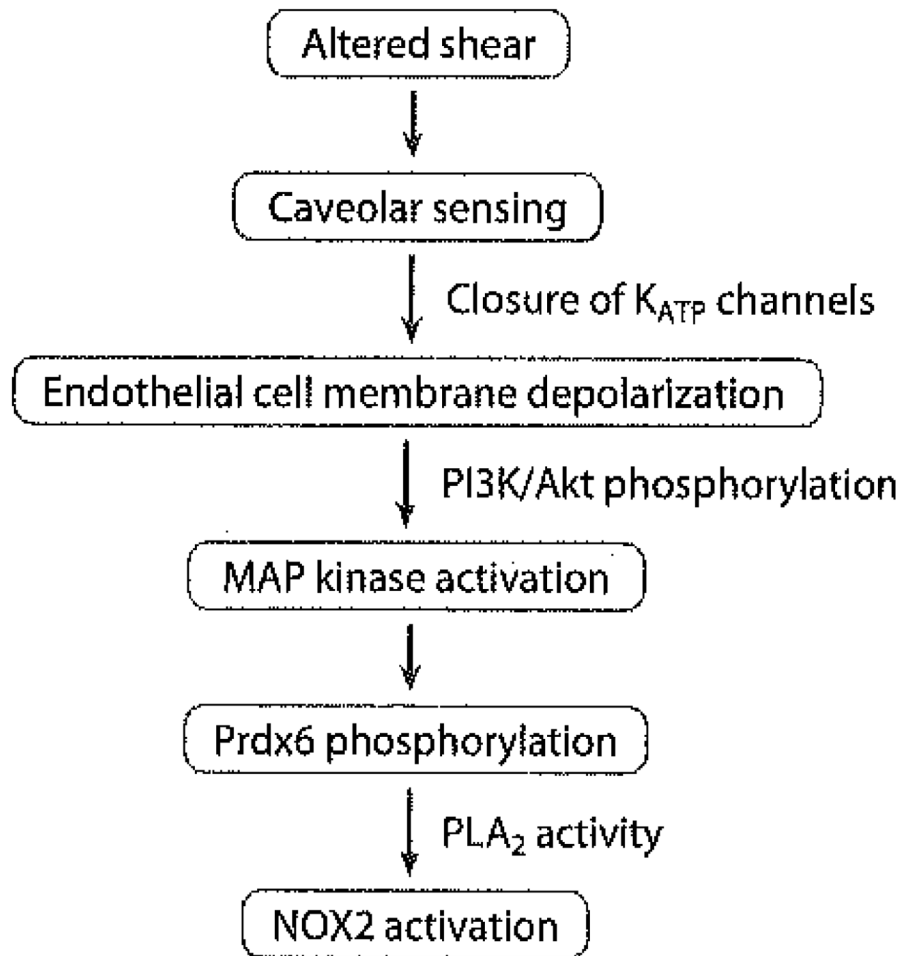 Altered shear
Caveolar sensing
Closure of K_ATP channels
Endothelial cell membrane depolarization
PI3K/Akt phosphorylation
MAP kinase activation
Prdx6 phosphorylation
PLA₂ activity
NOX2 activation